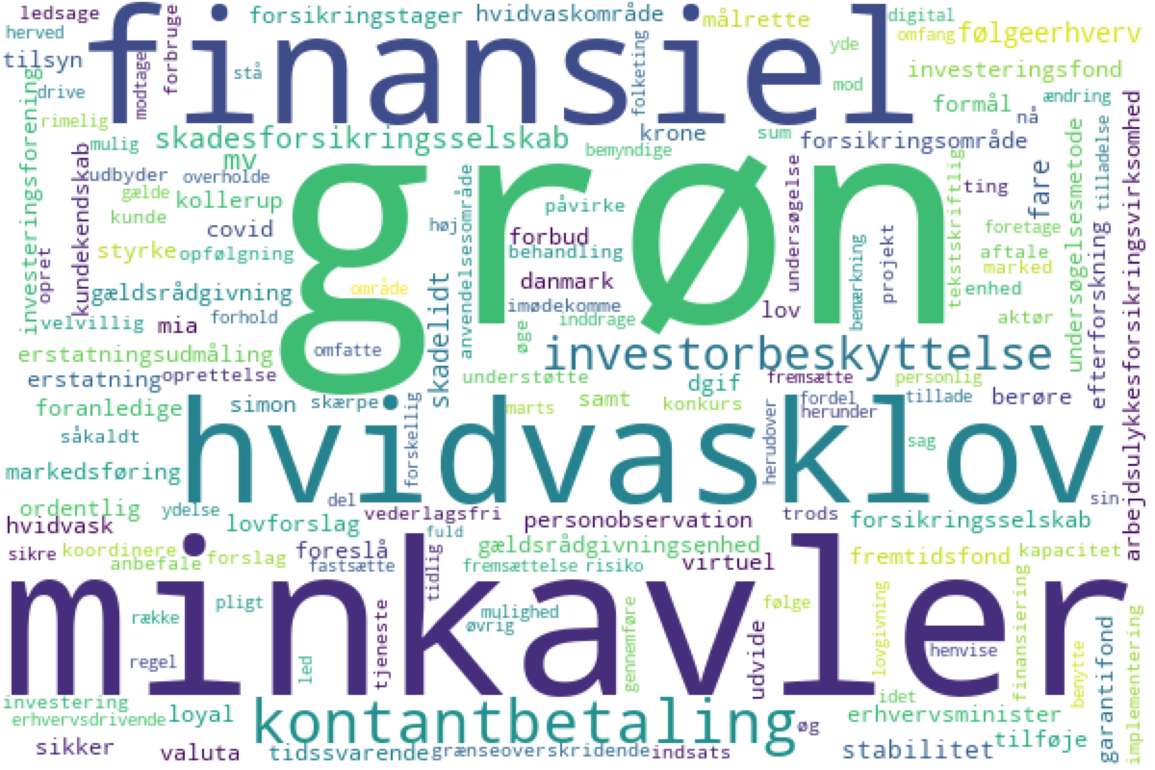 ledsage
herved
tilsyn
drive
rimelig
mulig
udbyder
overholde
gælde
kunde
kollerup
mv
covid
styrke
opfølgning
modtage
forbruge
stå
finansiel
forsikringstager
hvidvaskområde
målrette
digital
omfang
følgeerhverv
yde
mod
investeringsfond
formål
ændring
nå
folketing
krone
sum
forsikringsområde
skadesforsikringsselskab
bemyndige
investeringsforening
kundekendskab
opret
grøn
høj
anvendelsesområde
påvirke
forbud
behandling
danmark
imødekomme
inddrage
øge
undersøgelse
lov
bemærkning
projekt
tekstskriftlig
ting
fare
foretage
aftale
marked
enhed
aktør
undersøgelsesmetode
tilladelse
efterforskning
arbejdsulykkesforsikringsvirksomhed
gældsrådgivning
område
velvillig
mia
forhold
erstatningsudmåling
omfatte
skadelidt
investorbeskyttelse
erstatning
oprettelse
understøtte
dgif
fremsætte
personlig
foranledige
simon
skærpe
marts
samt
konkurs
fordel
herunder
tillade
berøre
såkaldt
hvidvasklov
forskellig
herudover
sag
markedsføring
sin
ordentlig
ydelse
del
hvidvask
lovforslag
vederlagsfri
fuld
personobservation
trods
forsikringsselskab
sikre
koordinere
anbefale
forslag
foreslå
fastsætte
tidlig
gældsrådgivningsenhed
fremsættelse
risiko
virtuel
fremtidsfond
kapacitet
minkavler
række
pligt
regel
led
tjeneste
mulighed
øvrig
gennemføre
følge
udvide
lovgivning
henvise
finansiering
benytte
garantifond
implementering
investering
erhvervsdrivende
loyal
kontantbetaling
øg
idet
erhvervsminister
sikker
valuta
tidssvarende
grænseoverskridende
indsats
stabilitet
tilføje